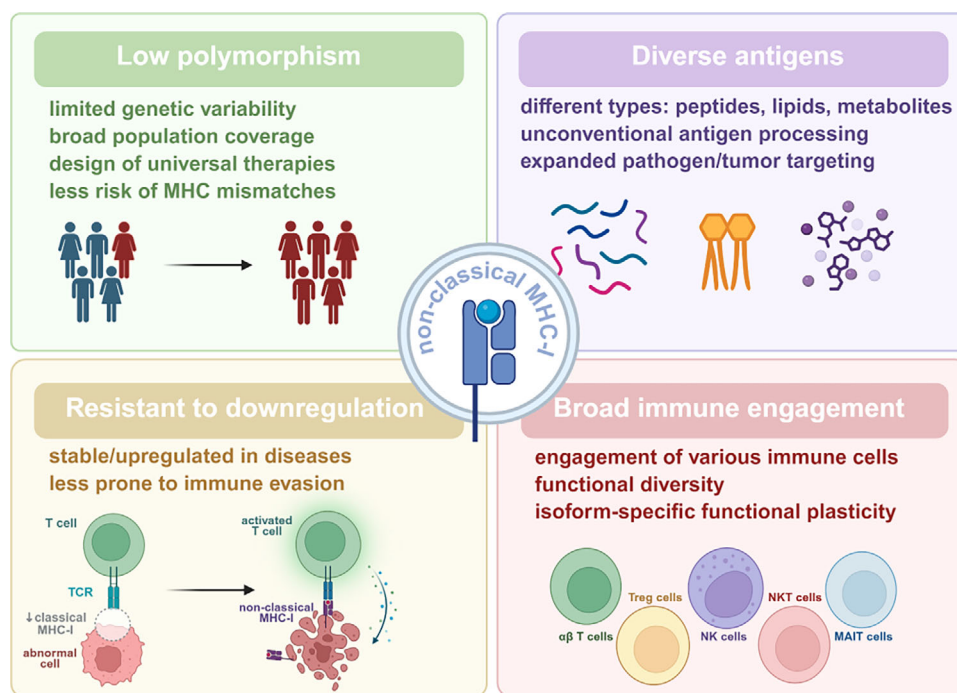 Low polymorphism
limited genetic variability
broad population coverage
design of universal therapies
less risk of MHC mismatches
Diverse antigens
different types: peptides, lipids, metabolites
unconventional antigen processing
expanded pathogen/tumor targeting
non-classical MHC-I
Resistant to downregulation
stable/upregulated in diseases
less prone to immune evasion
T cell
TCR
↓classical
MHC-I
abnormal
cell
activated
T cell
non-classical
MHC-I
Broad immune engagement
engagement of various immune cells
functional diversity
isoform-specific functional plasticity
αβ T cells
Treg cells
NK cells
NKT cells
MAIT cells